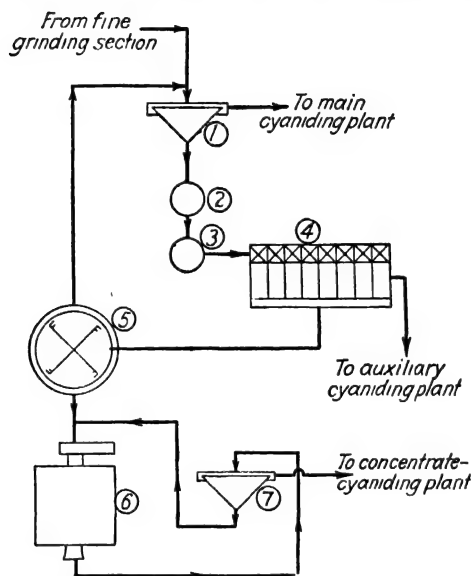 From fine
grinding section
To main
cyaniding plant
1
2
3
4
5
To auxiliary
cyaniding plant
To concentrate-
cyaniding plant
6
7